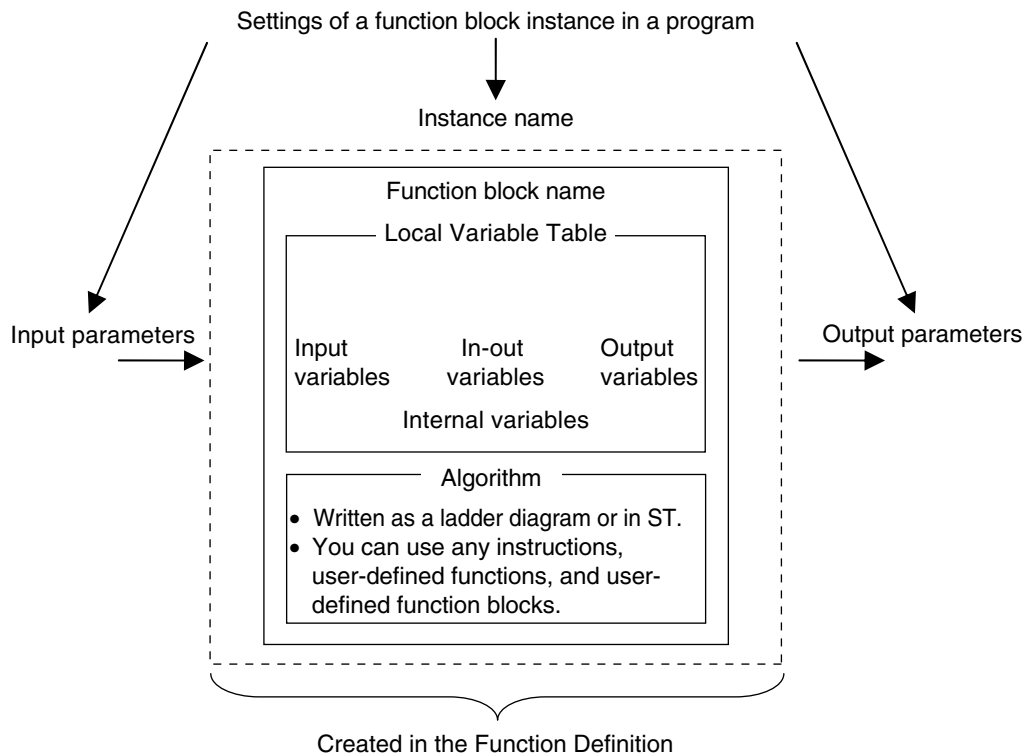 Settings of a function block instance in a program
Instance name
Function block name
Local Variable Table
Input parameters
Output parameters
Input
variables
In-out
variables
Output
variables
Internal variables
Algorithm
• Written as a ladder diagram or in ST.
• You can use any instructions,
user-defined functions, and user-
defined function blocks.
Created in the Function Definition